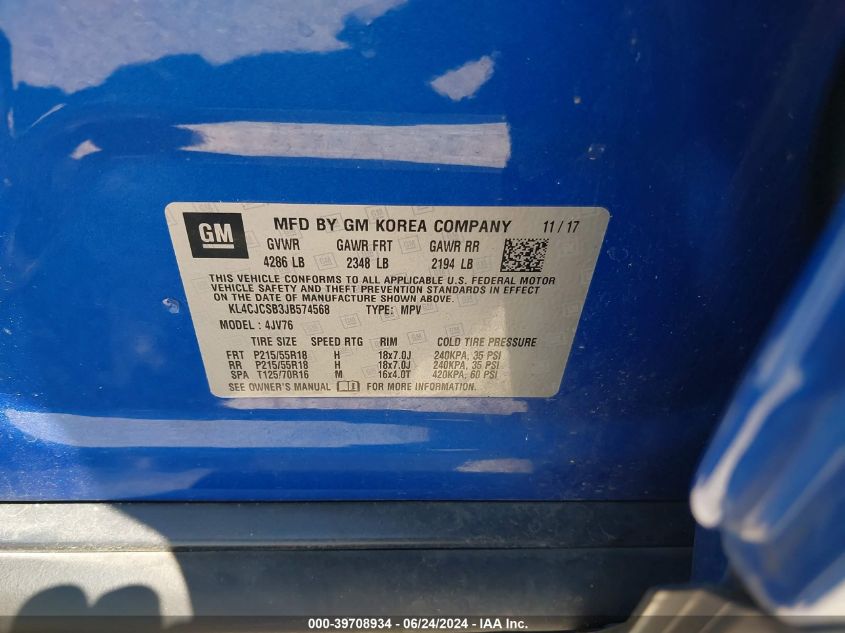 GM MFD BY GM KOREA COMPANY 11 / 17
GVWR GAWR FRT GAWR RR
4286 LB 2348 LB 2194 LB
THIS VEHICLE CONFORMS TO ALL APPLICABLE U.S. FEDERAL MOTOR
VEHICLE SAFETY AND THEFT PREVENTION STANDARDS IN EFFECT
ON THE DATE OF MANUFACTURE SHOWN ABOVE.
KL4CJCSB3JB574568 TYPE: MPV
MODEL : 4JV76
TIRE SIZE SPEED RTG RIM COLD TIRE PRESSURE
FRT P215/55R18 H 18x7.0J 240KPA, 35 PSI
RR P215/55R18 H 18x7.0J 240KPA, 35 PSI
SPA T125/70R16 M 16x4.0T 420KPA, 60 PSI
SEE OWNER'S MANUAL FOR MORE INFORMATION.
000-39708934 - 06/24/2024 - IAA Inc.